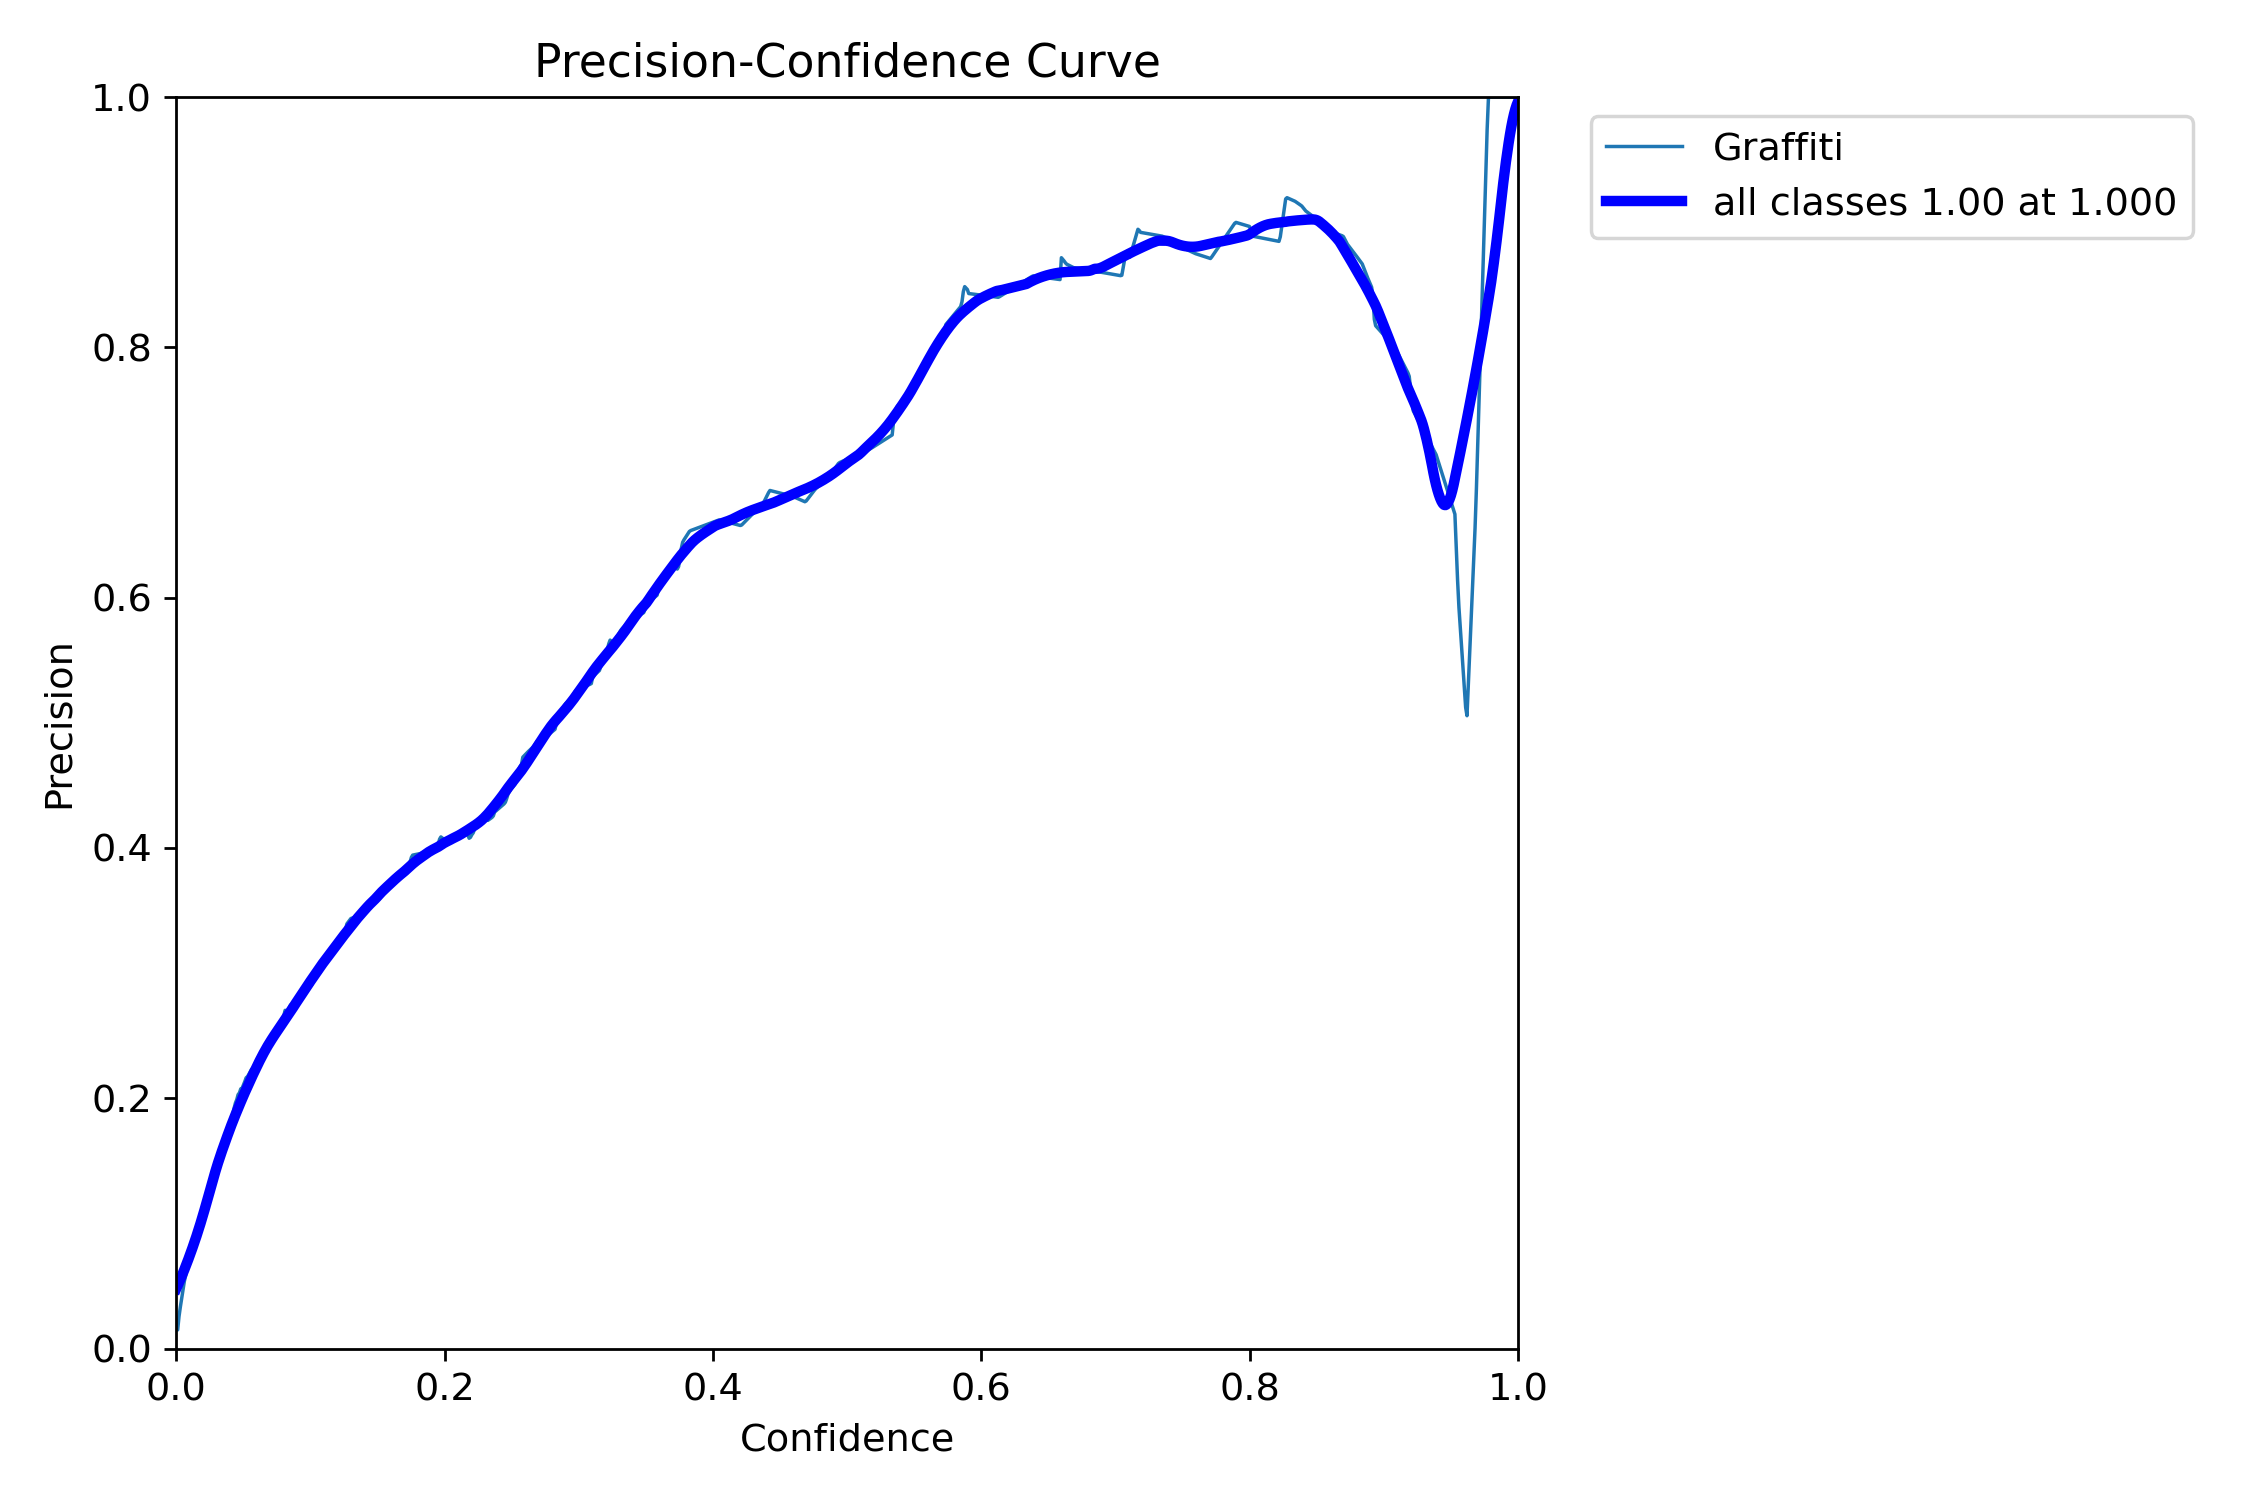 Precision-Confidence Curve
1.0
0.8
0.6
0.4
0.2
0.0
Precision
0.0 0.2 0.4 0.6 0.8 1.0
Confidence
Graffiti
all classes 1.00 at 1.000